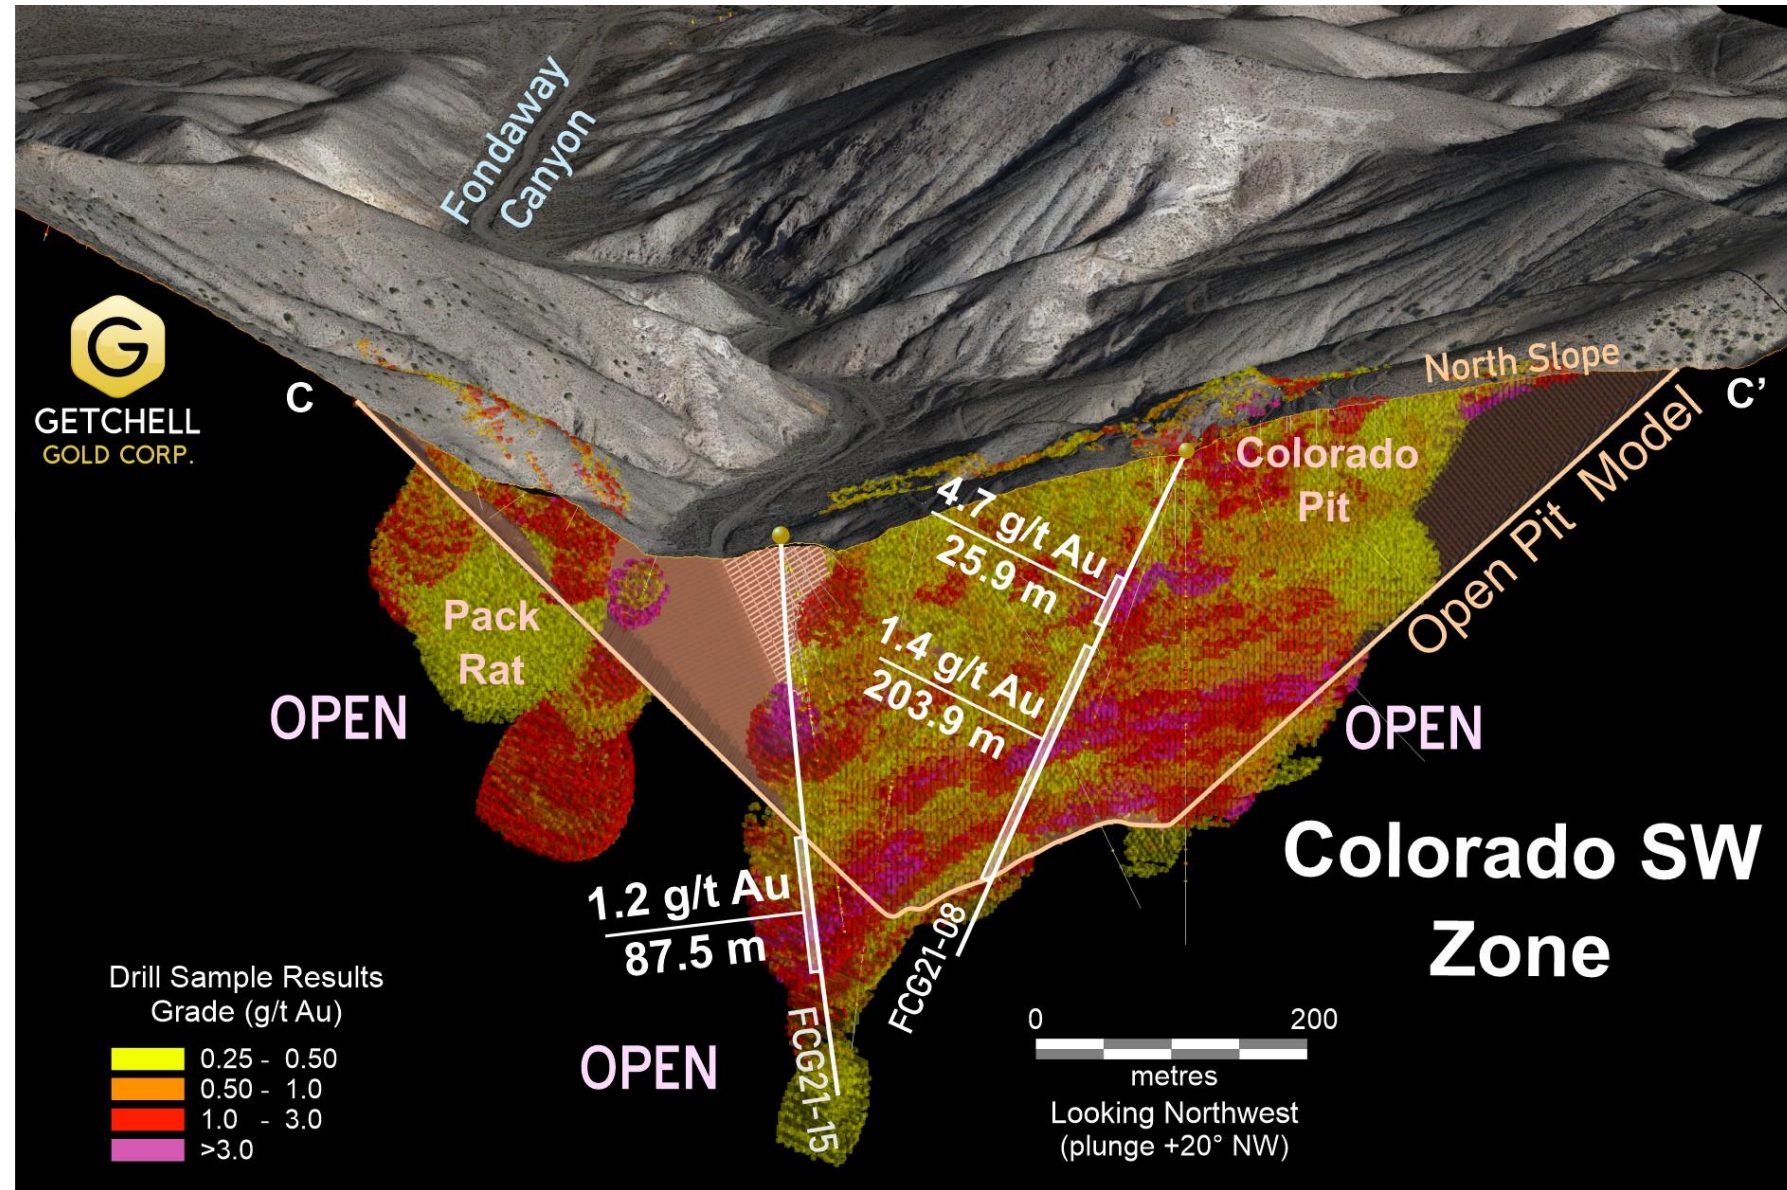 Fondaway
Canyon
G
GETCHELL
GOLD CORP.
C
North Slope
C'
Colorado
Pit
Open Pit Model
4.7 g/t Au
25.9 m
Pack
Rat
1.4 g/t Au
203.9 m
OPEN
OPEN
Colorado SW
Zone
1.2 g/t Au
87.5 m
FCG21-08
FCG21-15
OPEN
Drill Sample Results
Grade (g/t Au)
0.25 - 0.50
0.50 - 1.0
1.0 - 3.0
>3.0
0 200
metres
Looking Northwest
(plunge +20° NW)